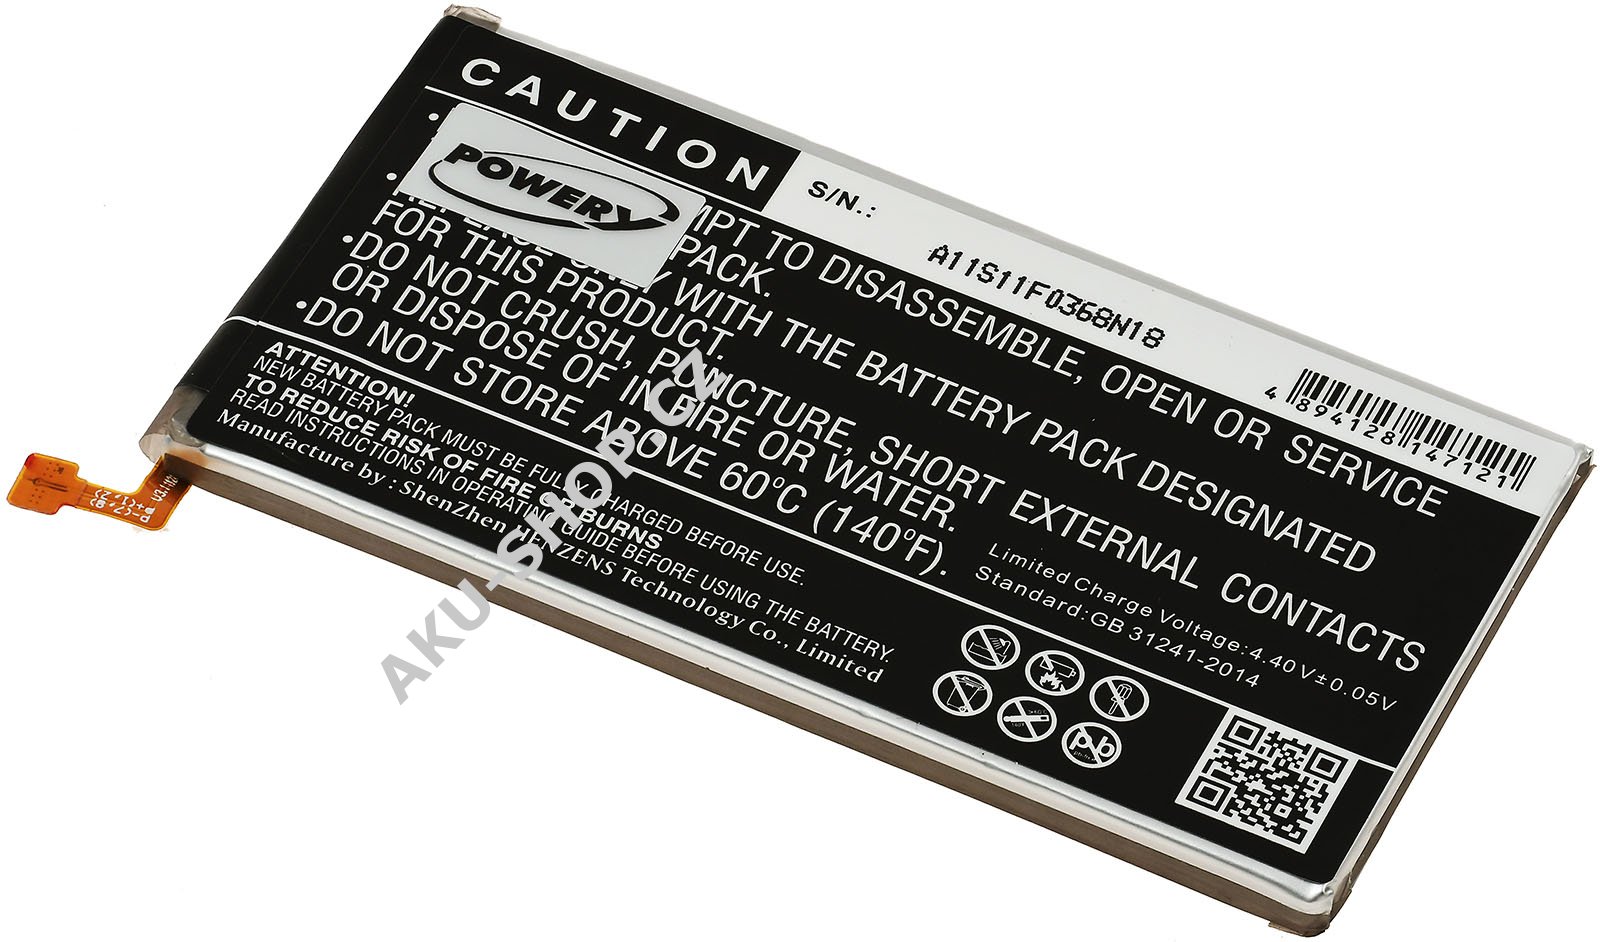 CAUTION
POWERY
S/N.:
A11S11F0368N18
4 894128 147121
MPT TO DISASSEMBLE, OPEN OR SERVICE
PACK.
WITH THE BATTERY PACK DESIGNATED
FOR THIS PRODUCT.
•DO NOT CRUSH, PUNCTURE, SHORT EXTERNAL CONTACTS
OR DISPOSE OF IN FIRE OR WATER.
•DO NOT STORE ABOVE 60°C (140°F).
Limited Charge Voltage:4.40V±0.05V
Standard:GB 31241-2014
ATTENTION!
NEW BATTERY PACK MUST BE FULLY CHARGED BEFORE USE.
TO REDUCE RISK OF FIRE OR BURNS
READ INSTRUCTIONS IN OPERATING GUIDE BEFORE USING THE BATTERY.
Manufacture by: ShenZhen JENZENS Technology Co., Limited
pb
AKU-SHOP.CZ